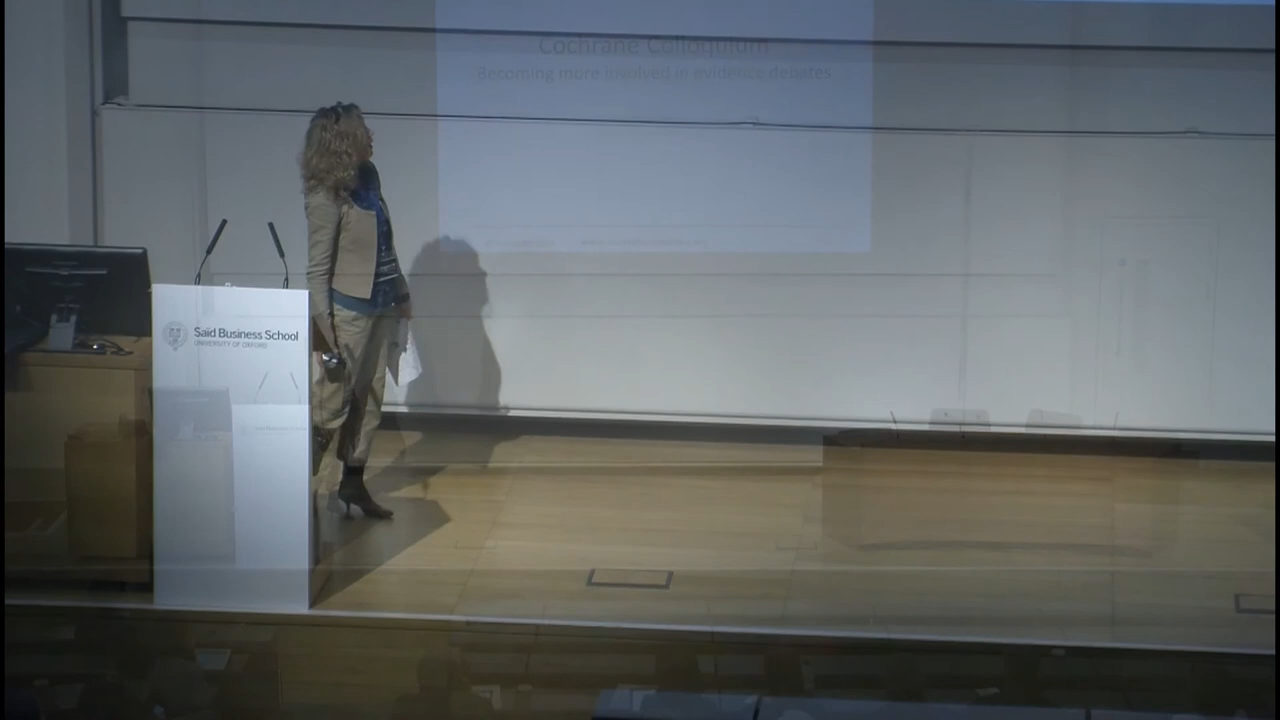 Cochrane Colloquium
Becoming more involved in evidence debates
Saïd Business School
UNIVERSITY OF OXFORD